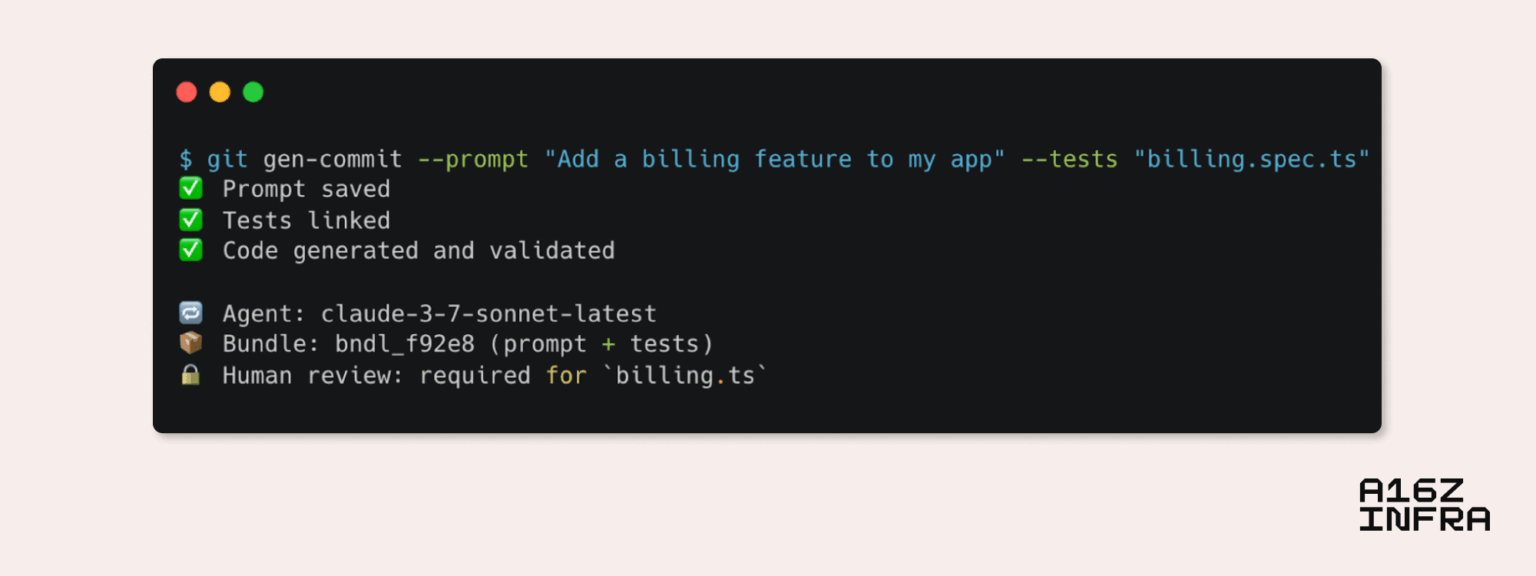 $ git gen-commit --prompt "Add a billing feature to my app" --tests "billing.spec.ts"
✅ Prompt saved
✅ Tests linked
✅ Code generated and validated
🔁 Agent: claude-3-7-sonnet-latest
📦 Bundle: bndl_f92e8 (prompt + tests)
🔒 Human review: required for `billing.ts`
A16Z
INFRA